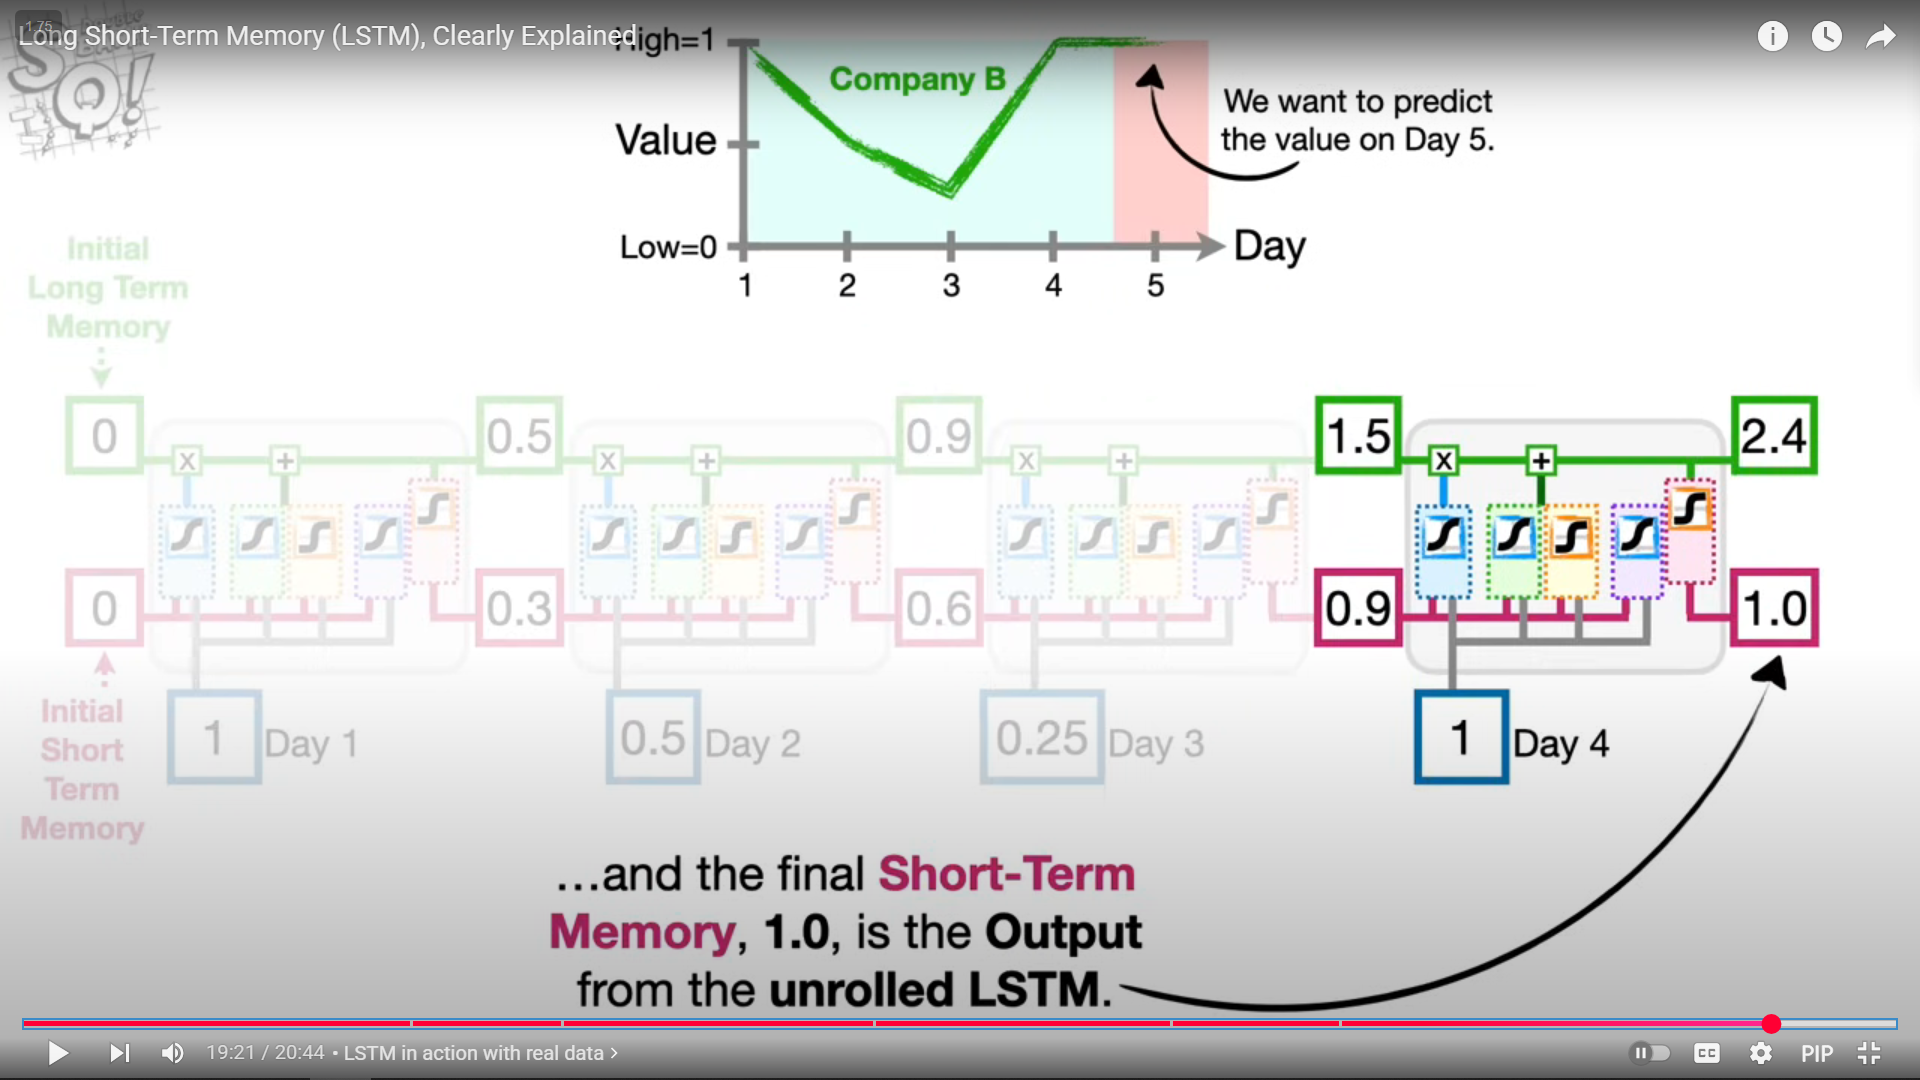 1.75
Long Short-Term Memory (LSTM), Clearly Explained
High=1
Company B
We want to predict
the value on Day 5.
Value
Low=0
Day
1 2 3 4 5
Initial
Long Term
Memory
0 0.5 0.9 1.5 2.4
x + x + x + x +
0 0.3 0.6 0.9 1.0
Initial
Short
Term
Memory
1 Day 1 0.5 Day 2 0.25 Day 3 1 Day 4
...and the final Short-Term
Memory, 1.0, is the Output
from the unrolled LSTM.
19:21 / 20:44 • LSTM in action with real data >
CC
PIP